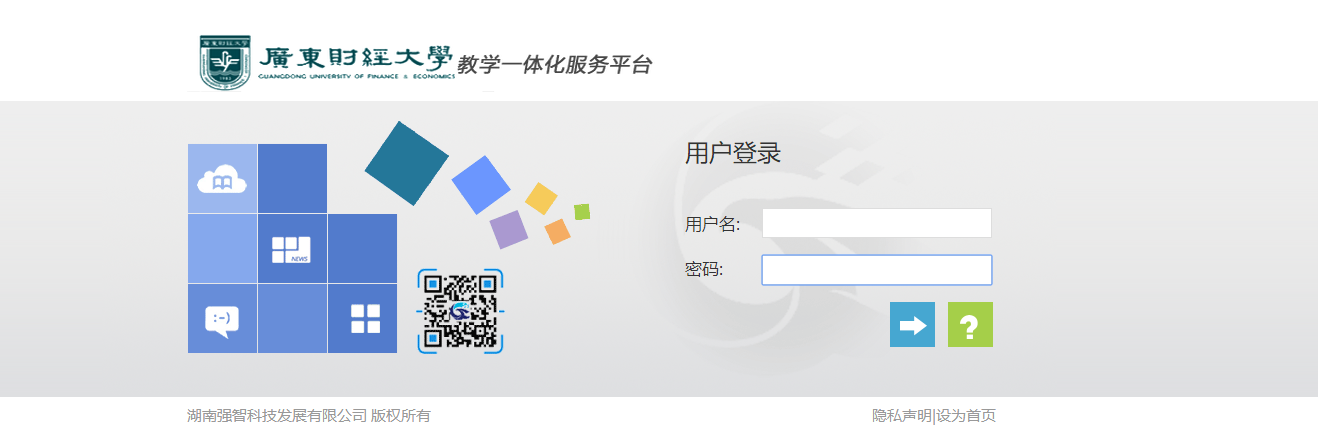 廣東財經大學
GUANGDONG UNIVERSITY OF FINANCE & ECONOMICS
教学一体化服务平台
用户登录
用户名:
密码:
NEWS
:-)
?
湖南强智科技发展有限公司 版权所有
隐私声明|设为首页